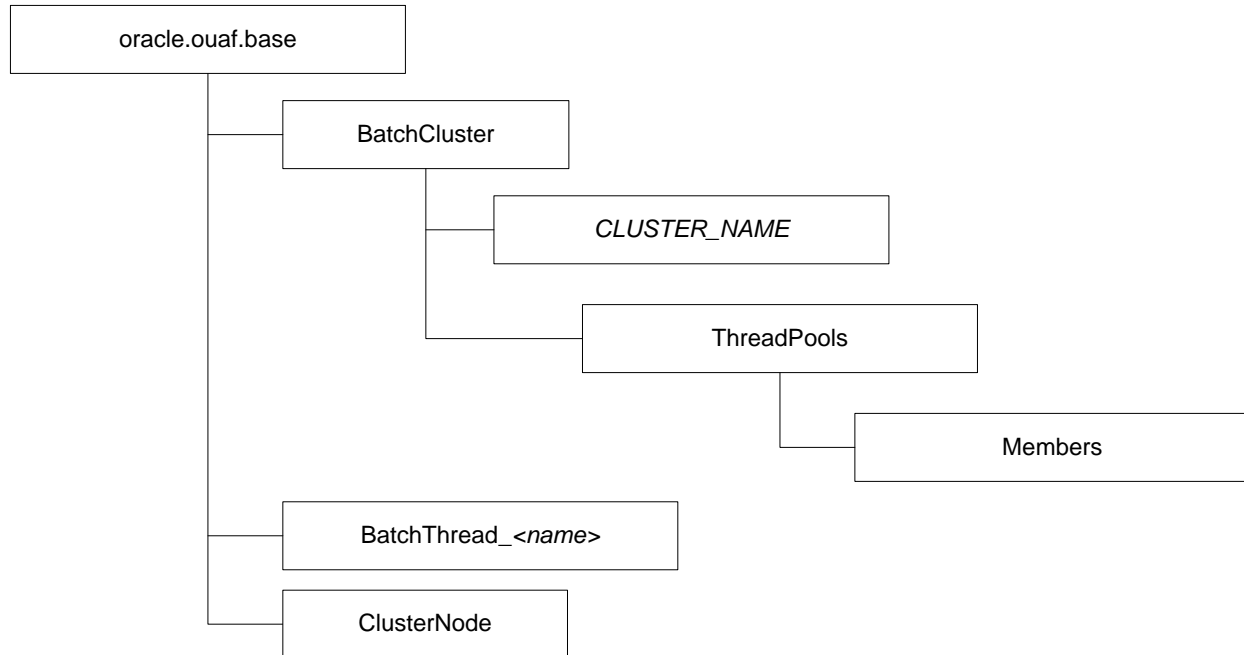 oracle.ouaf.base
BatchCluster
CLUSTER_NAME
ThreadPools
Members
BatchThread_<name>
ClusterNode